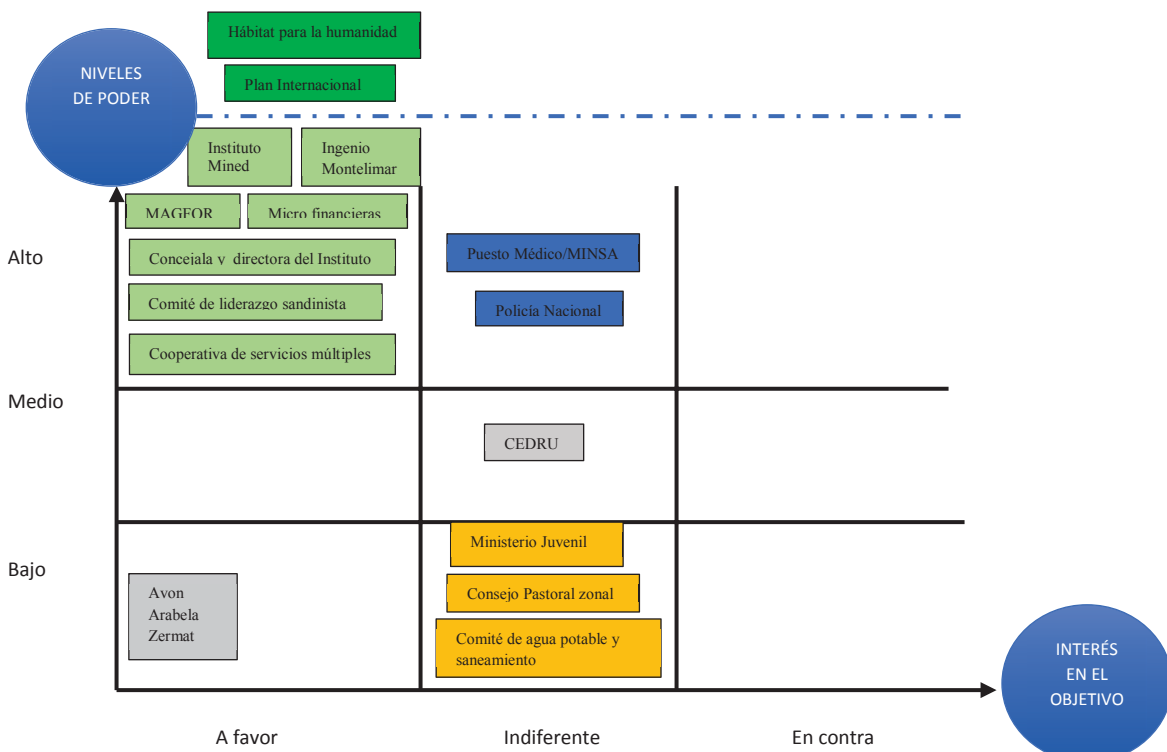 Hábitat para la humanidad
NIVELES
DE PODER
Plan Internacional
Instituto
Mined
Ingenio
Montelimar
MAGFOR
Micro financieras
Alto
Concejala y directora del Instituto
Puesto Médico/MINSA
Comité de liderazgo sandinista
Policía Nacional
Cooperativa de servicios múltiples
Medio
CEDRU
Ministerio Juvenil
Bajo
Avon
Arabela
Zermat
Consejo Pastoral zonal
Comité de agua potable y
saneamiento
INTERÉS
EN EL
OBJETIVO
A favor
Indiferente
En contra